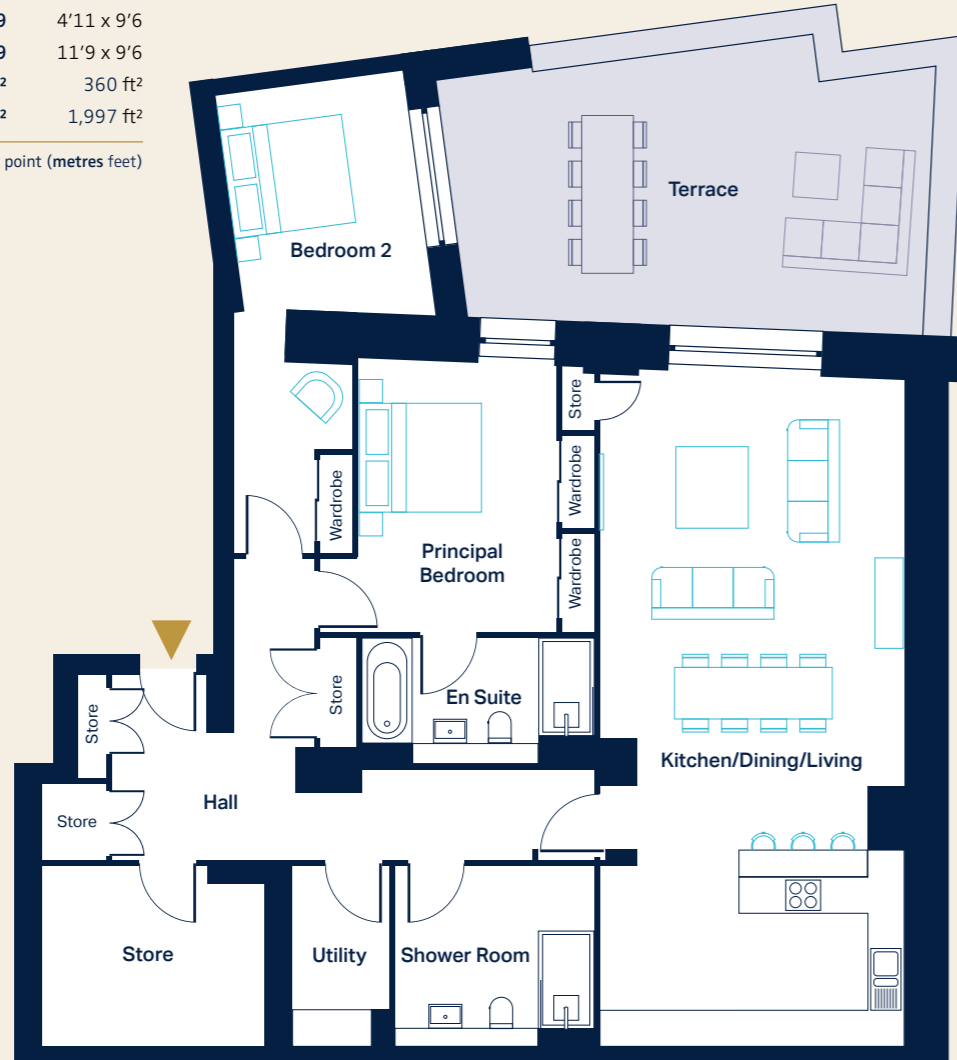 9 4'11 x 9'6
9 11'9 x 9'6
² 360 ft²
² 1,997 ft²
point (metres feet)
Terrace
Bedroom 2
Store
Wardrobe
Wardrobe
Principal
Bedroom
Wardrobe
Store
En Suite
Store
Kitchen/Dining/Living
Hall
Store
Store
Utility
Shower Room